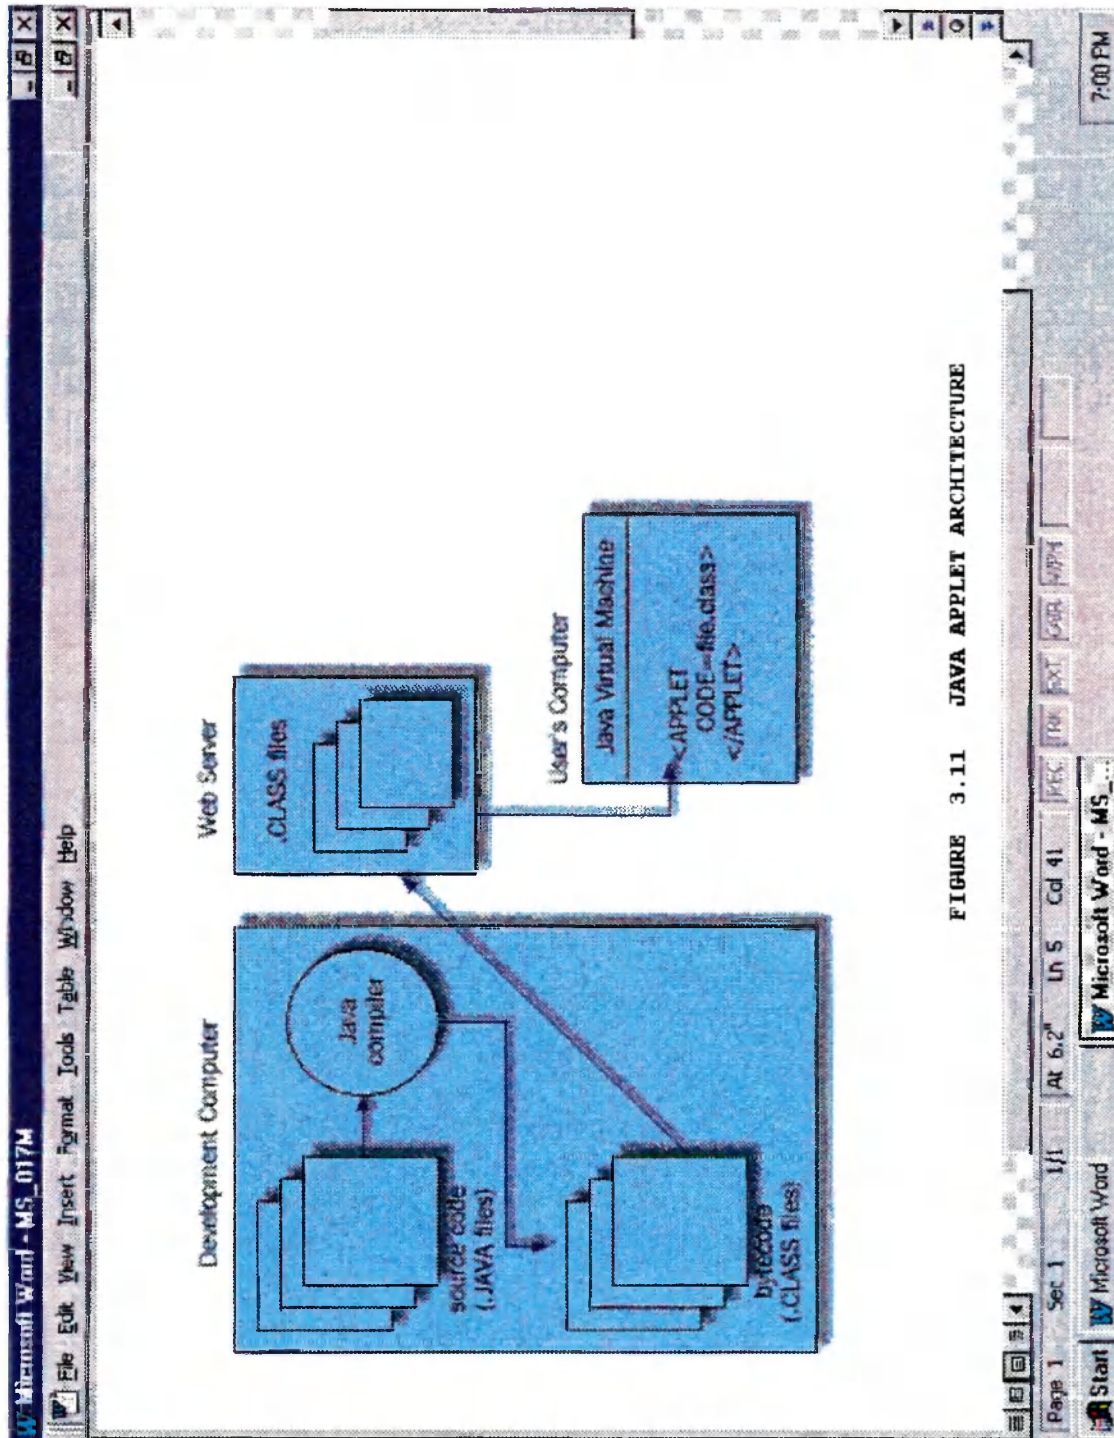 Microsoft Word - MS_017M
File Edit View Insert Format Tools Table Window Help
Development Computer
source code
(.JAVA files)
Java
compiler
bytecode
(.CLASS files)
Web Server
.CLASS files
User's Computer
Java Virtual Machine
<APPLET
CODE=file.class>
</APPLET>
FIGURE 3.11 JAVA APPLET ARCHITECTURE
Page 1 Sec 1 1/1 At 6.2" Ln 5 Col 41 REC TRK EXT OVR WPH
Start Microsoft Word Microsoft Word - MS_... 7:00 PM